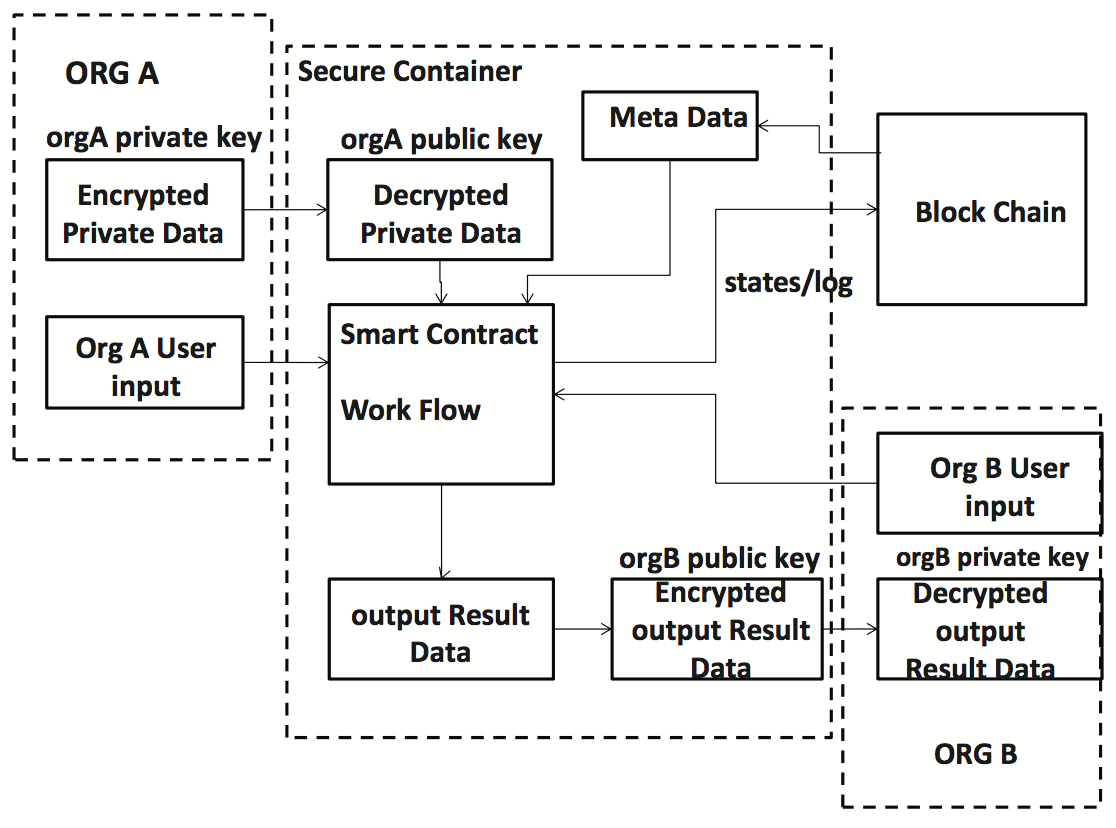 ORG A
orgA private key
Encrypted
Private Data
Org A User
input
Secure Container
orgA public key
Decrypted
Private Data
Meta Data
Block Chain
states/log
Smart Contract
Work Flow
output Result
Data
orgB public key
Encrypted
output Result
Data
Org B User
input
orgB private key
Decrypted
output
Result Data
ORG B